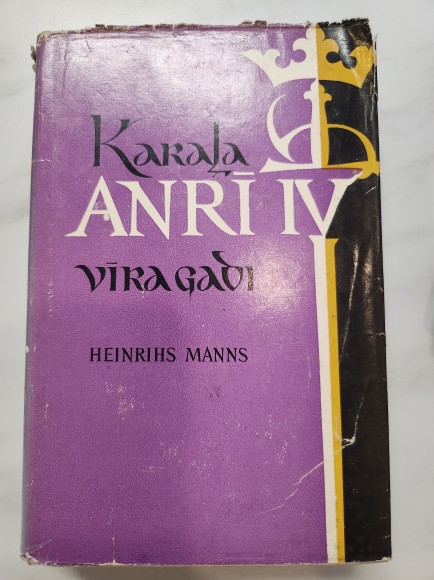 Karaļa
ANRĪ IV
vīra gadi
HEINRIHS MANNS